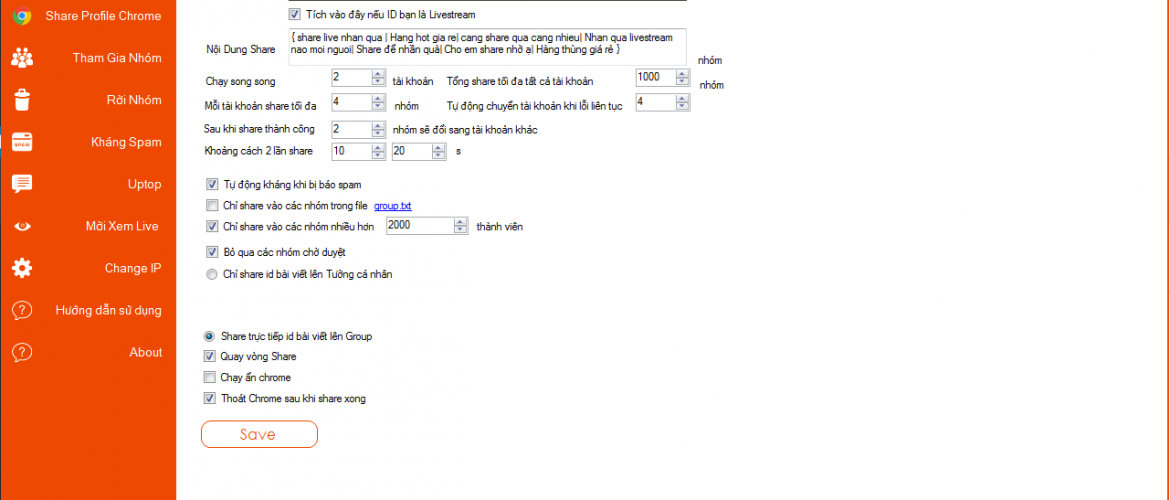 Share Profile Chrome
Tham Gia Nhóm
Rời Nhóm
SPAM
Kháng Spam
Uptop
Mời Xem Live
Change IP
Hướng dẫn sử dụng
About
Tích vào đây nếu ID bạn là Livestream
Nội Dung Share
{ share live nhan qua | Hang hot gia re| cang share qua cang nhieu| Nhan qua livestream
nao moi nguoi| Share để nhần quà| Cho em share nhờ ạ| Hàng thùng giá rẻ }
nhóm
Chạy song song 2 tài khoản Tổng share tối đa tất cả tài khoản 1000 nhóm
Mỗi tài khoản share tối đa 4 nhóm Tự động chuyển tài khoản khi lỗi liên tục 4
Sau khi share thành công 2 nhóm sẽ đổi sang tài khoản khác
Khoảng cách 2 lần share 10 20 s
Tự động kháng khi bị báo spam
Chỉ share vào các nhóm trong file group.txt
Chỉ share vào các nhóm nhiều hơn 2000 thành viên
Bỏ qua các nhóm chờ duyệt
Chỉ share id bài viết lên Tường cá nhân
Share trực tiếp id bài viết lên Group
Quay vòng Share
Chạy ẩn chrome
Thoát Chrome sau khi share xong
Save